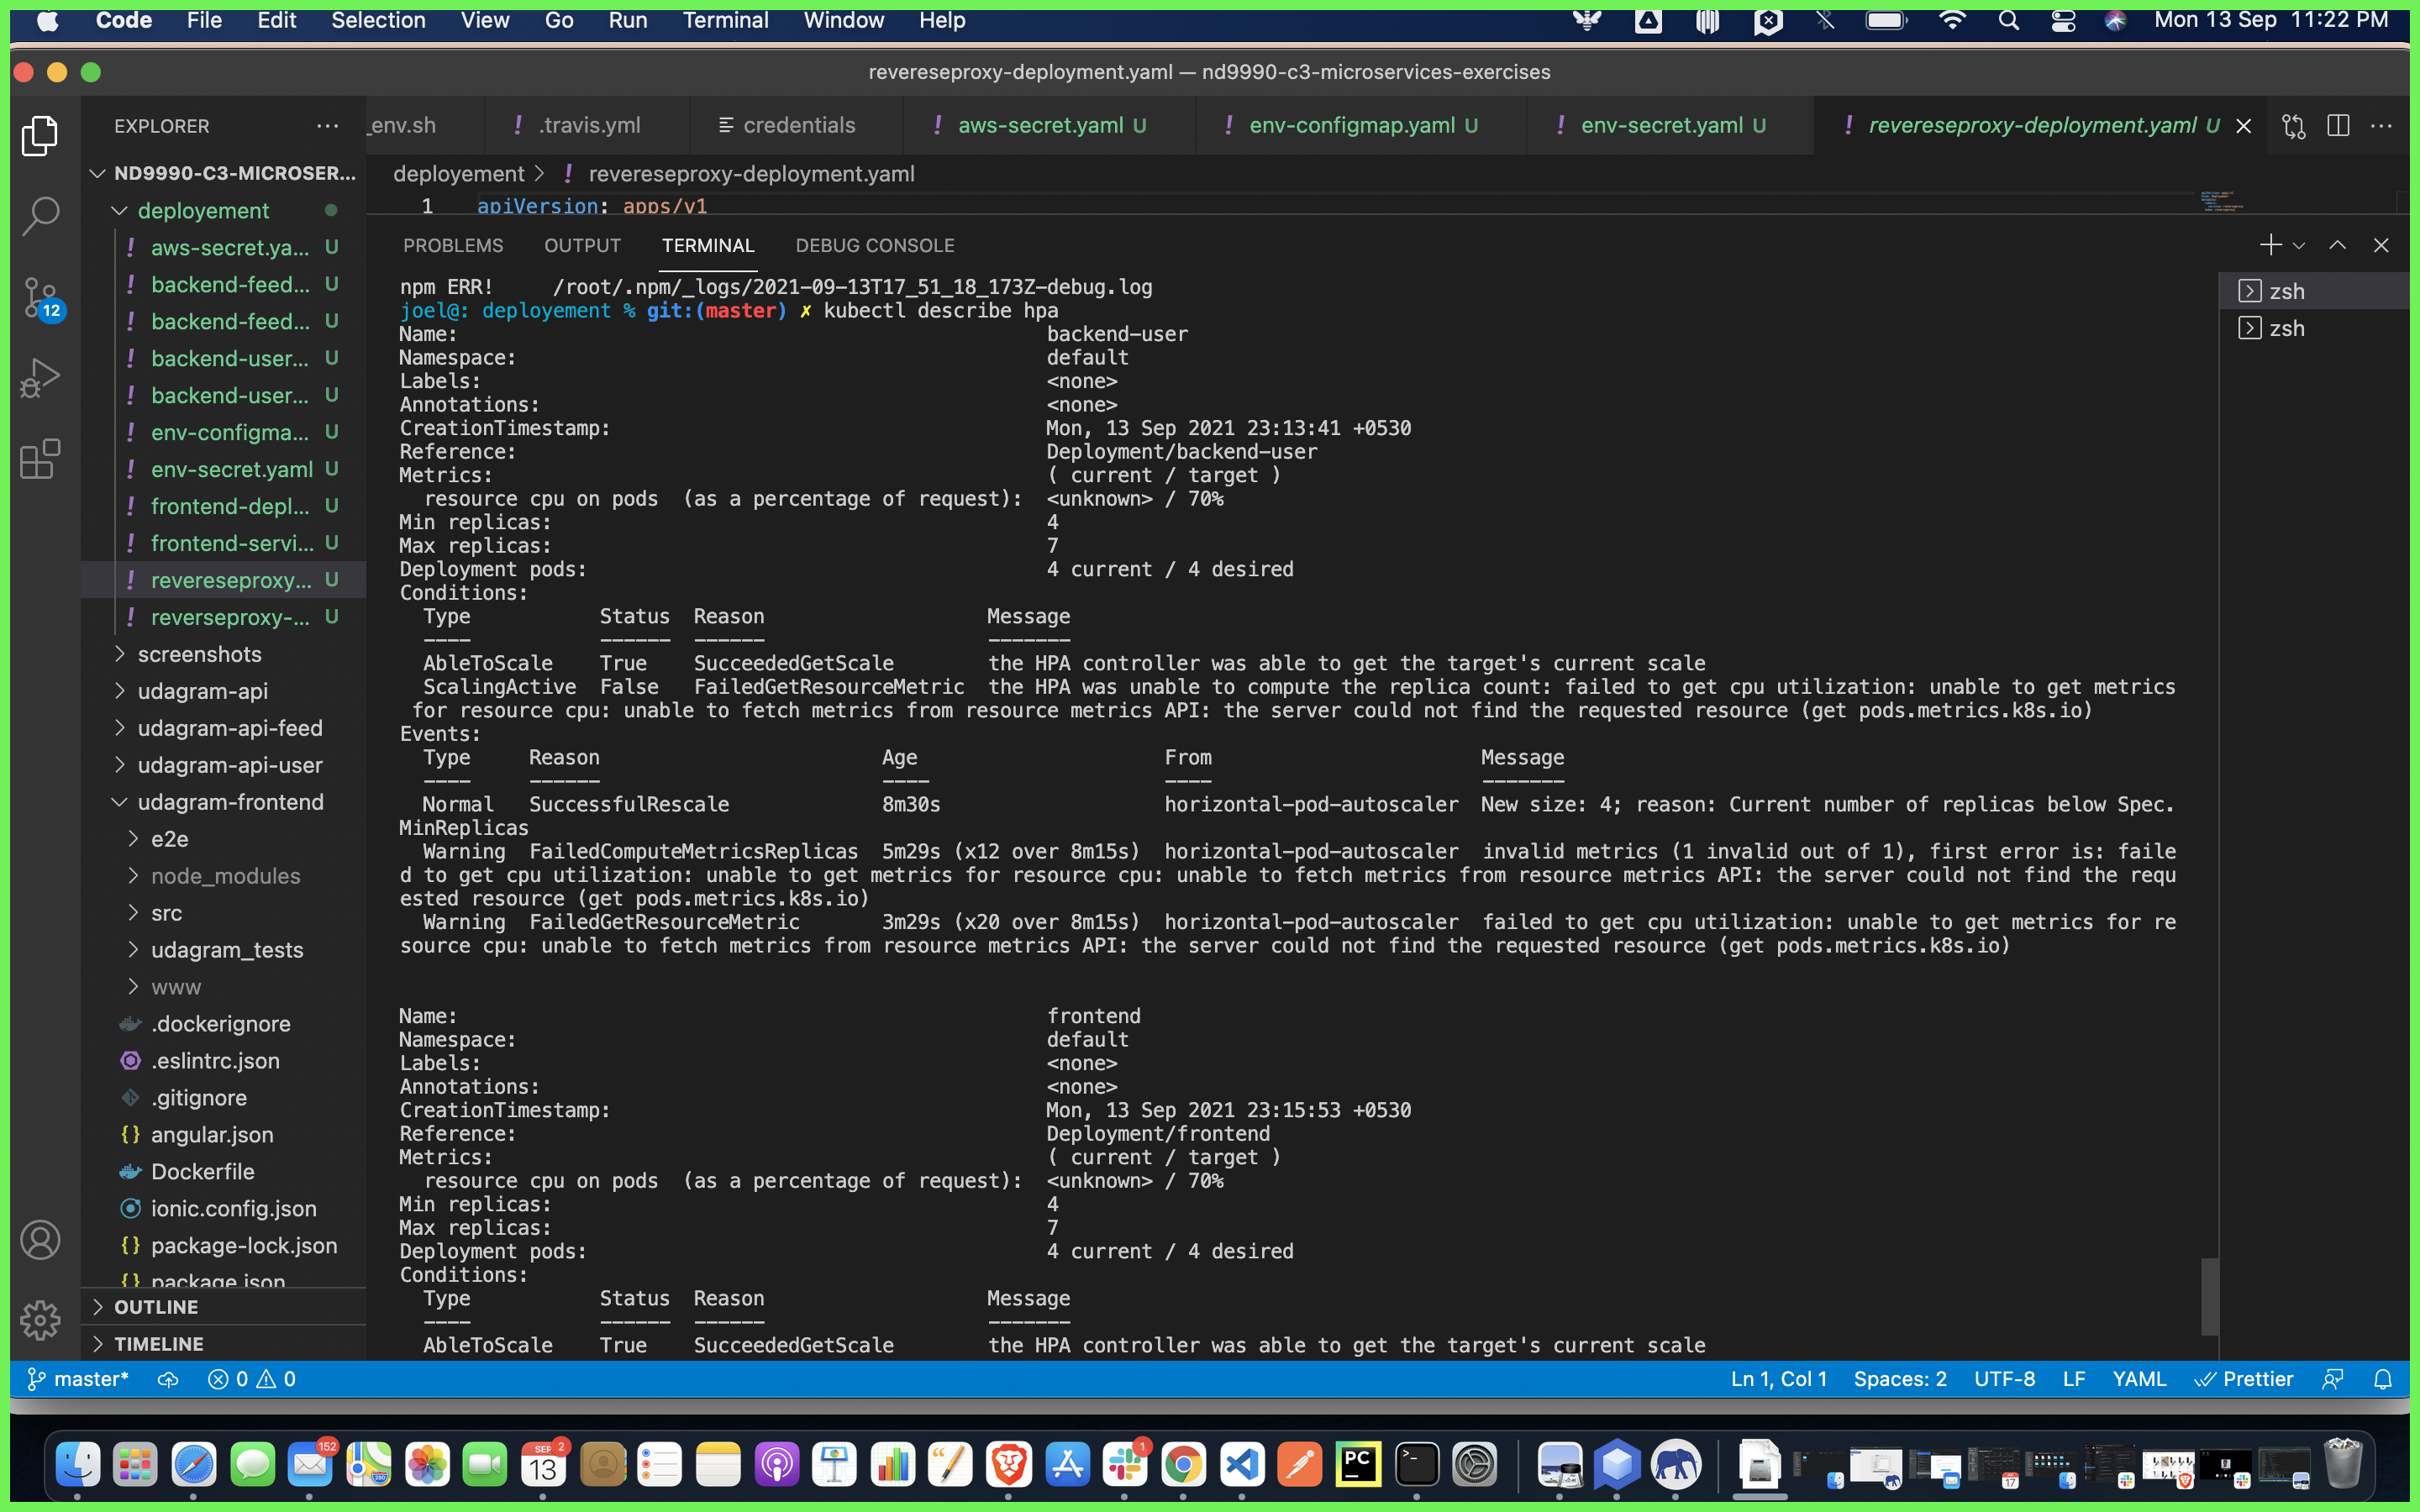 Code File Edit Selection View Go Run Terminal Window Help Mon 13 Sep 11:22 PM
revereseproxy-deployment.yaml — nd9990-c3-microservices-exercises
EXPLORER
_env.sh ! .travis.yml credentials ! aws-secret.yaml U ! env-configmap.yaml U ! env-secret.yaml U ! revereseproxy-deployment.yaml U
ND9990-C3-MICROSER...
deployement > ! revereseproxy-deployment.yaml
1 apiVersion: apps/v1
deployement
! aws-secret.ya... U
! backend-feed... U
! backend-feed... U
! backend-user... U
! backend-user... U
! env-configma... U
! env-secret.yaml U
! frontend-depl... U
! frontend-servi... U
! revereseproxy... U
! reverseproxy-... U
screenshots
udagram-api
udagram-api-feed
udagram-api-user
udagram-frontend
e2e
node_modules
src
udagram_tests
www
.dockerignore
.eslintrc.json
.gitignore
{} angular.json
Dockerfile
ionic.config.json
{} package-lock.json
{} package.json
OUTLINE
TIMELINE
12
PROBLEMS OUTPUT TERMINAL DEBUG CONSOLE
zsh
zsh
npm ERR!     /root/.npm/_logs/2021-09-13T17_51_18_173Z-debug.log
joel@: deployement % git:(master) ✗ kubectl describe hpa
Name: backend-user
Namespace: default
Labels: <none>
Annotations: <none>
CreationTimestamp: Mon, 13 Sep 2021 23:13:41 +0530
Reference: Deployment/backend-user
Metrics: ( current / target )
resource cpu on pods  (as a percentage of request):  <unknown> / 70%
Min replicas: 4
Max replicas: 7
Deployment pods: 4 current / 4 desired
Conditions:
Type Status Reason Message
---- ------ ------ -------
AbleToScale True SucceededGetScale the HPA controller was able to get the target's current scale
ScalingActive False FailedGetResourceMetric the HPA was unable to compute the replica count: failed to get cpu utilization: unable to get metrics
for resource cpu: unable to fetch metrics from resource metrics API: the server could not find the requested resource (get pods.metrics.k8s.io)
Events:
Type Reason Age From Message
---- ------ ---- ---- -------
Normal SuccessfulRescale 8m30s horizontal-pod-autoscaler New size: 4; reason: Current number of replicas below Spec.
MinReplicas
Warning FailedComputeMetricsReplicas 5m29s (x12 over 8m15s) horizontal-pod-autoscaler invalid metrics (1 invalid out of 1), first error is: faile
d to get cpu utilization: unable to get metrics for resource cpu: unable to fetch metrics from resource metrics API: the server could not find the requ
ested resource (get pods.metrics.k8s.io)
Warning FailedGetResourceMetric 3m29s (x20 over 8m15s) horizontal-pod-autoscaler failed to get cpu utilization: unable to get metrics for re
source cpu: unable to fetch metrics from resource metrics API: the server could not find the requested resource (get pods.metrics.k8s.io)
Name: frontend
Namespace: default
Labels: <none>
Annotations: <none>
CreationTimestamp: Mon, 13 Sep 2021 23:15:53 +0530
Reference: Deployment/frontend
Metrics: ( current / target )
resource cpu on pods  (as a percentage of request):  <unknown> / 70%
Min replicas: 4
Max replicas: 7
Deployment pods: 4 current / 4 desired
Conditions:
Type Status Reason Message
---- ------ ------ -------
AbleToScale True SucceededGetScale the HPA controller was able to get the target's current scale
master* 0 0 Ln 1, Col 1 Spaces: 2 UTF-8 LF YAML Prettier
152 280 SEP 13 2 1 PC 17